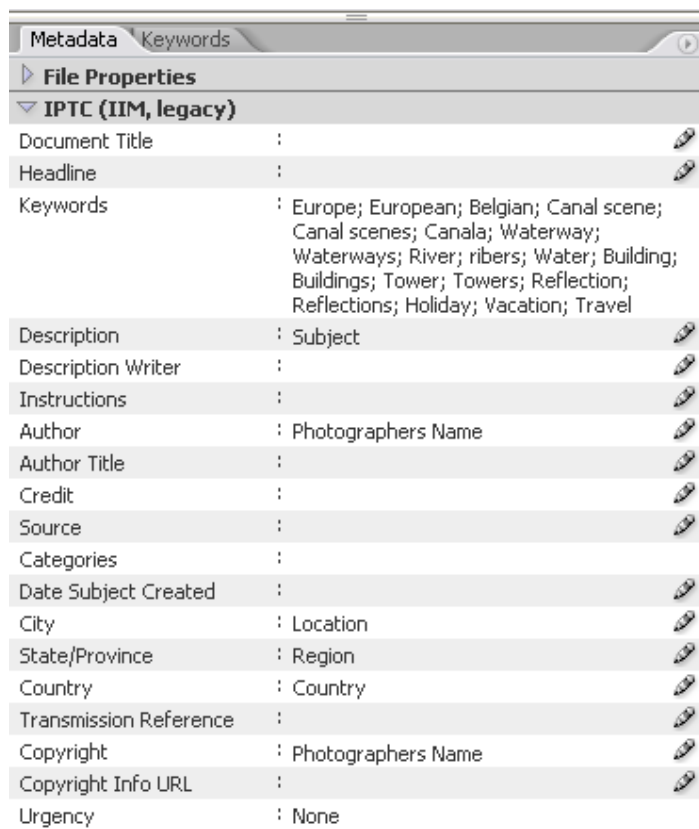 Metadata Keywords
File Properties
IPTC (IIM, legacy)
Document Title :
Headline :
Keywords : Europe; European; Belgian; Canal scene;
Canal scenes; Canala; Waterway;
Waterways; River; ribers; Water; Building;
Buildings; Tower; Towers; Reflection;
Reflections; Holiday; Vacation; Travel
Description : Subject
Description Writer :
Instructions :
Author : Photographers Name
Author Title :
Credit :
Source :
Categories :
Date Subject Created :
City : Location
State/Province : Region
Country : Country
Transmission Reference :
Copyright : Photographers Name
Copyright Info URL :
Urgency : None